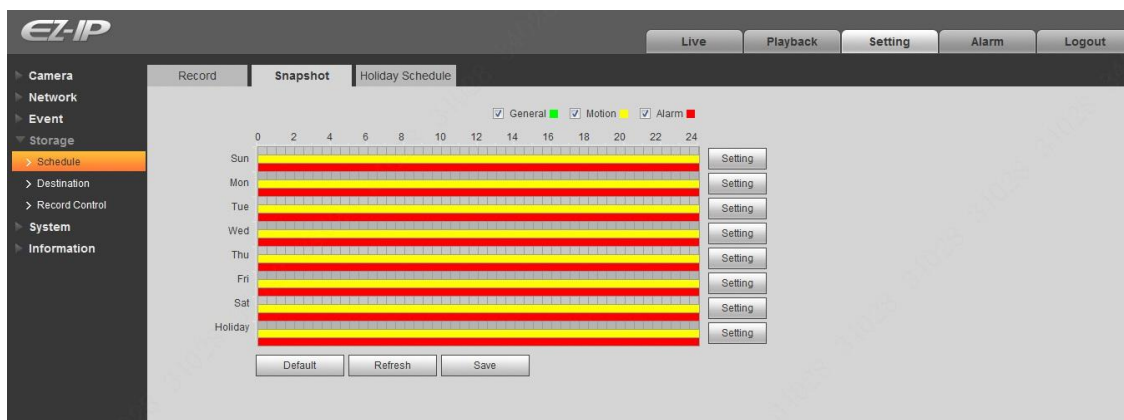 EZ-IP
Live Playback Setting Alarm Logout
Camera
Network
Event
Storage
Schedule
Destination
Record Control
System
Information
Record Snapshot Holiday Schedule
General Motion Alarm
0 2 4 6 8 10 12 14 16 18 20 22 24
Sun Setting
Mon Setting
Tue Setting
Wed Setting
Thu Setting
Fri Setting
Sat Setting
Holiday Setting
Default Refresh Save